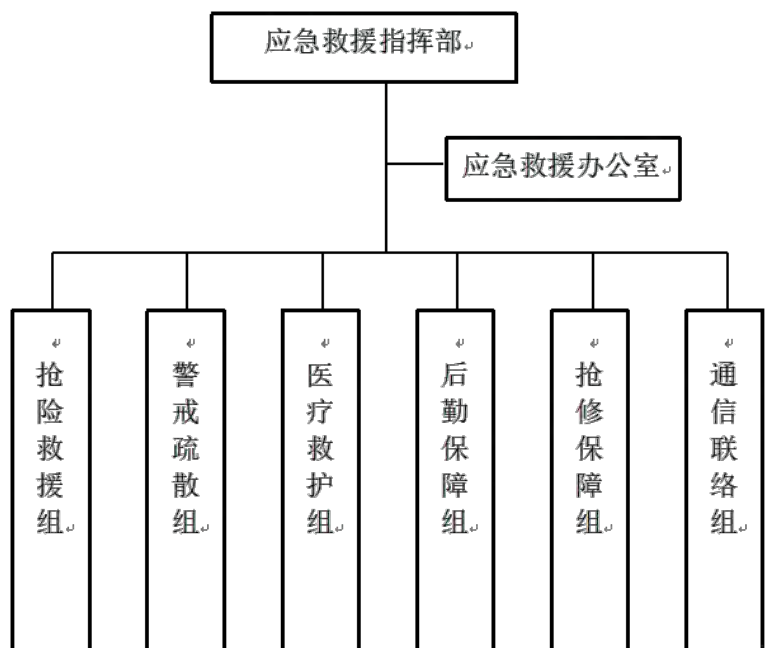 应急救援指挥部
应急救援办公室
抢险救援组
警戒疏散组
医疗救护组
后勤保障组
抢修保障组
通信联络组